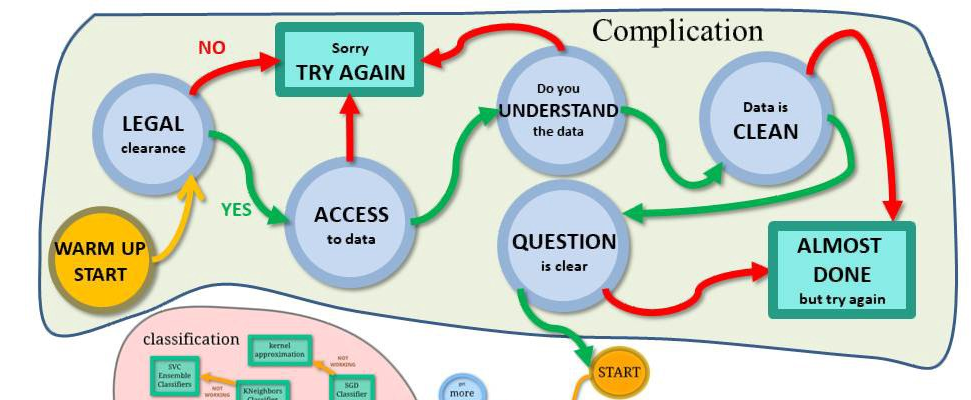 Complication
NO
Sorry
TRY AGAIN
Do you
UNDERSTAND
the data
Data is
CLEAN
LEGAL
clearance
YES
ACCESS
to data
WARM UP
START
QUESTION
is clear
ALMOST
DONE
but try again
START
classification
kernel
approximation
SVC
Ensemble
Classifiers
NOT
WORKING
NOT
WORKING
KNeighbors
Classifier
SGD
Classifier
more